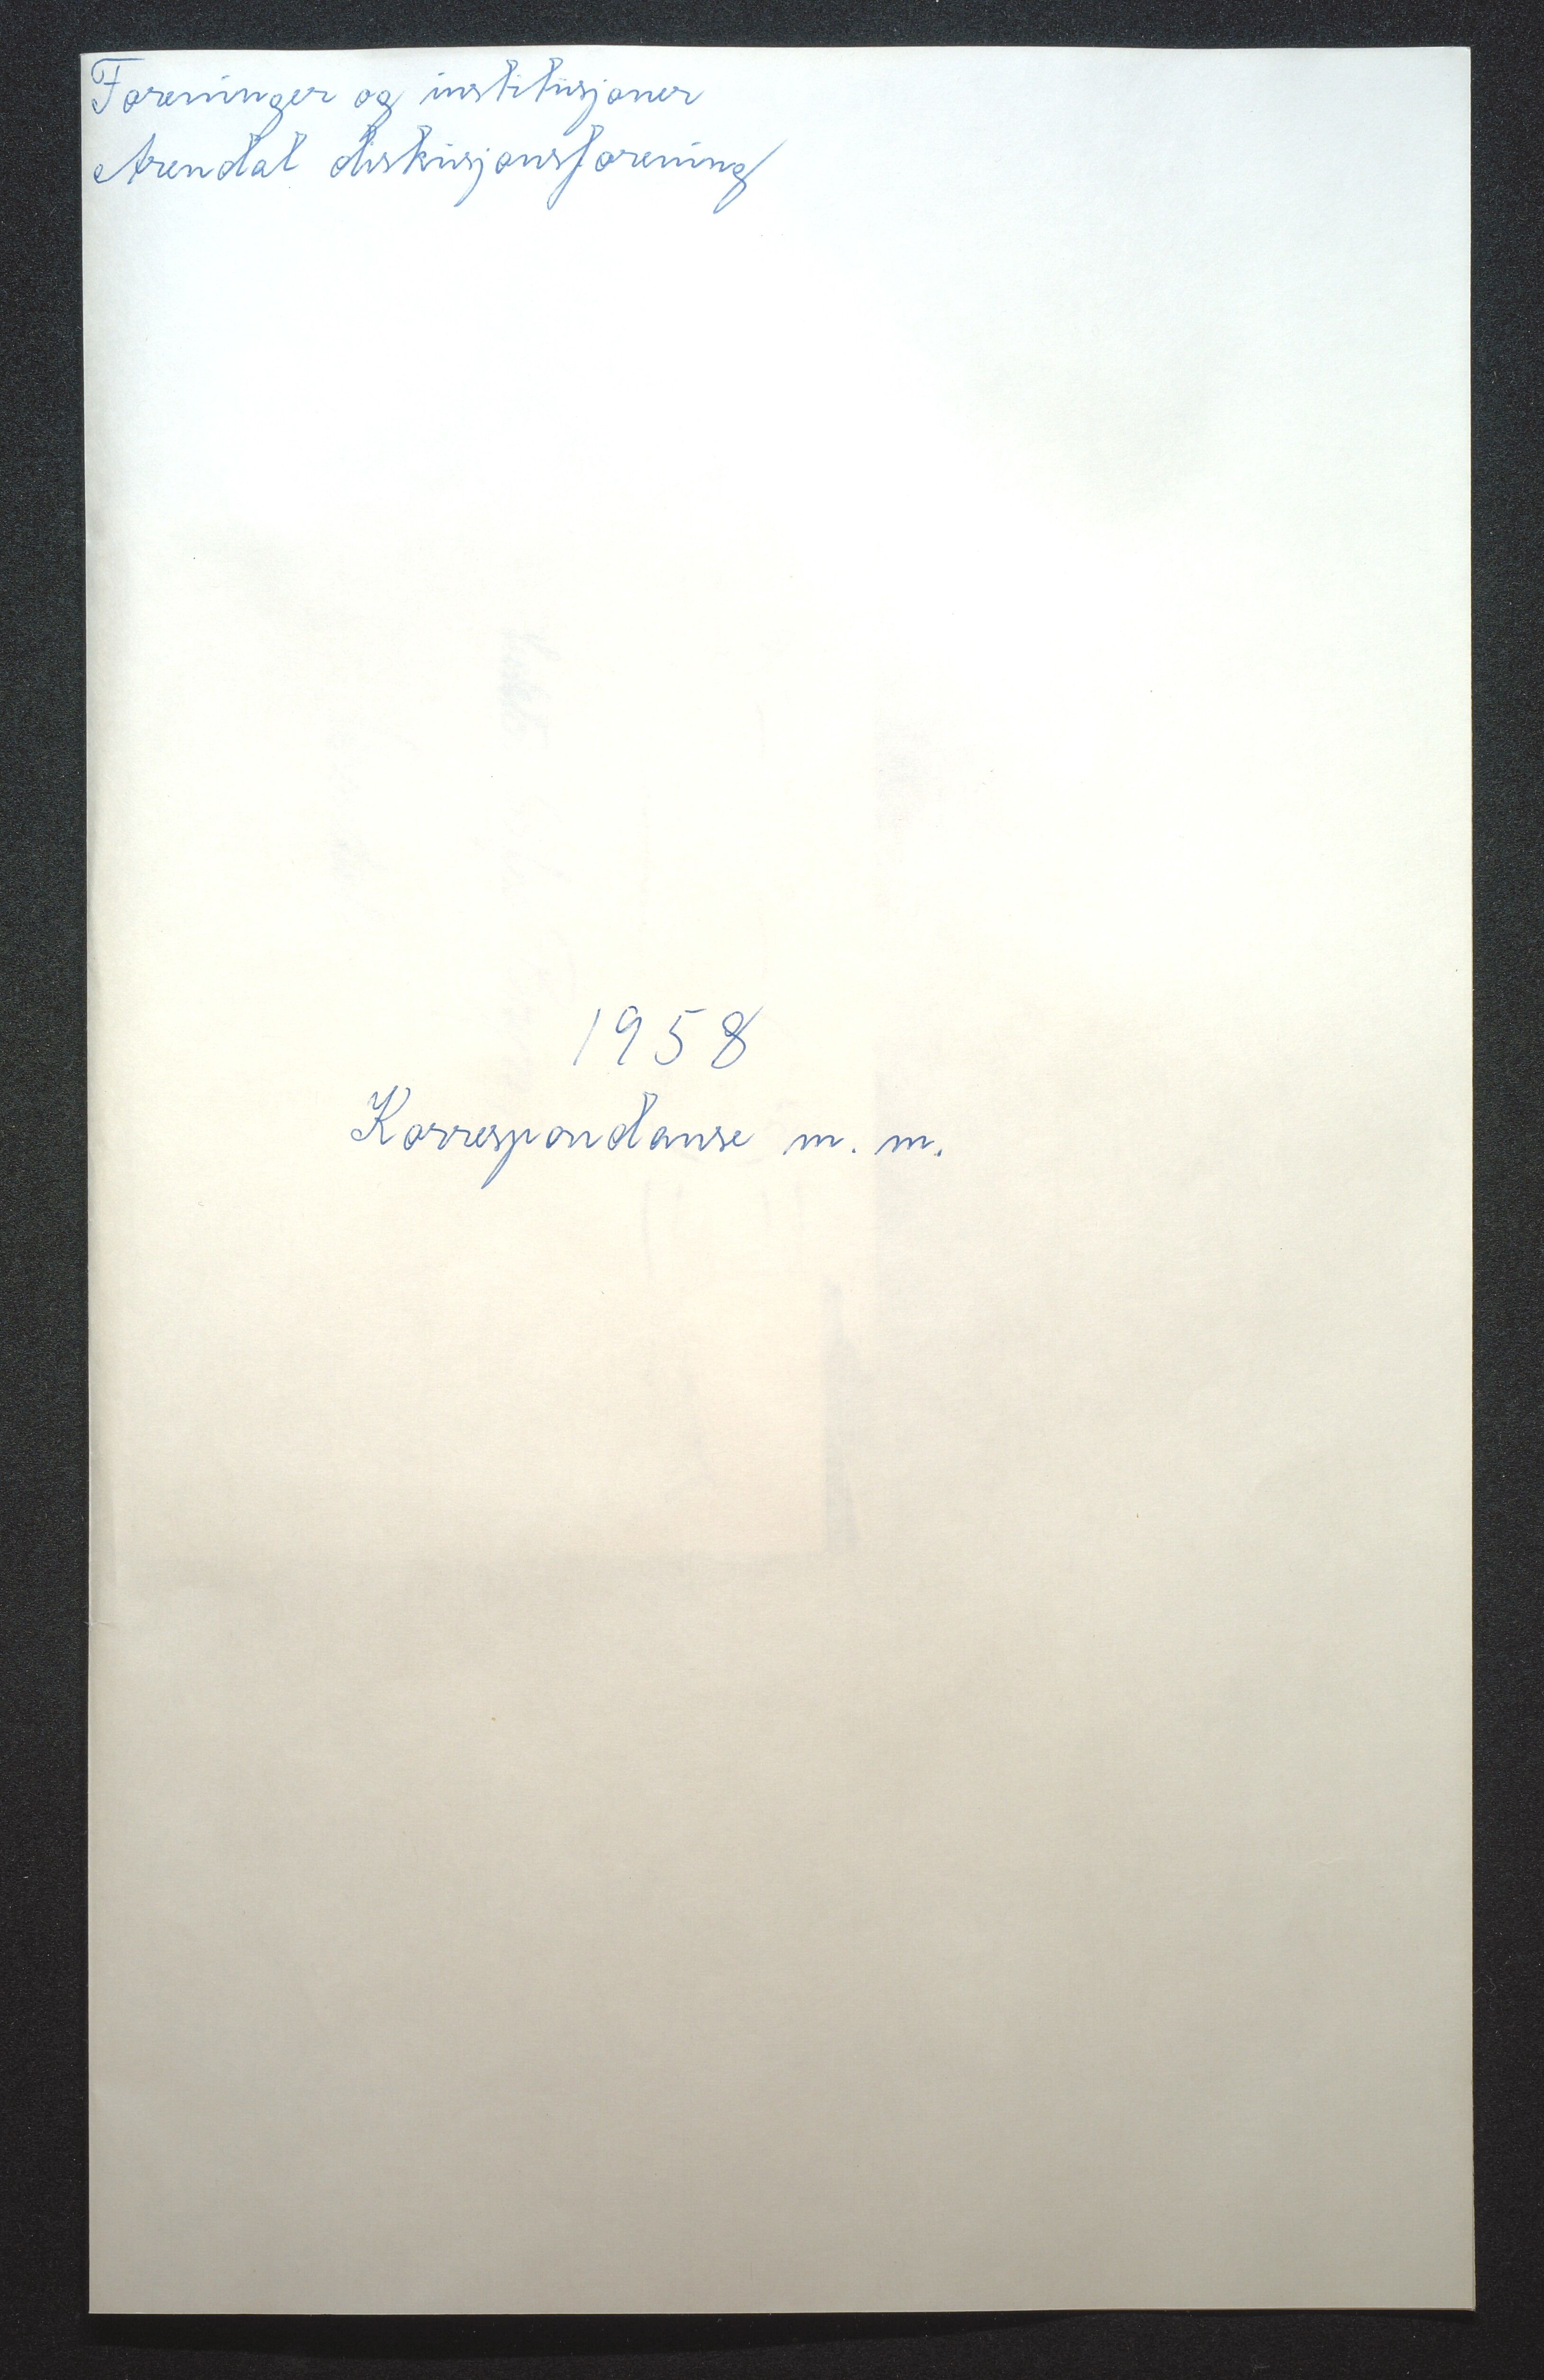 Foreninger og institusjoner
Arendal diskusjonsforening
1958
Korrespondanse m. m.